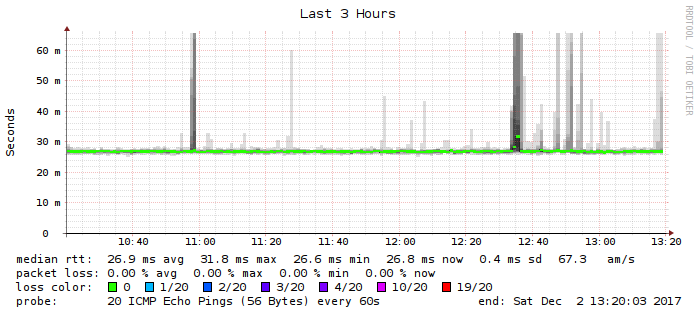 Last 3 Hours
RRDTOOL / TOBI OETIKER
Seconds
60 m
50 m
40 m
30 m
20 m
10 m
0
10:40 11:00 11:20 11:40 12:00 12:20 12:40 13:00 13:20
median rtt: 26.9 ms avg 31.8 ms max 26.6 ms min 26.8 ms now 0.4 ms sd 67.3 am/s
packet loss: 0.00 % avg 0.00 % max 0.00 % min 0.00 % now
loss color: 0 1/20 2/20 3/20 4/20 10/20 19/20
probe: 20 ICMP Echo Pings (56 Bytes) every 60s end: Sat Dec 2 13:20:03 2017